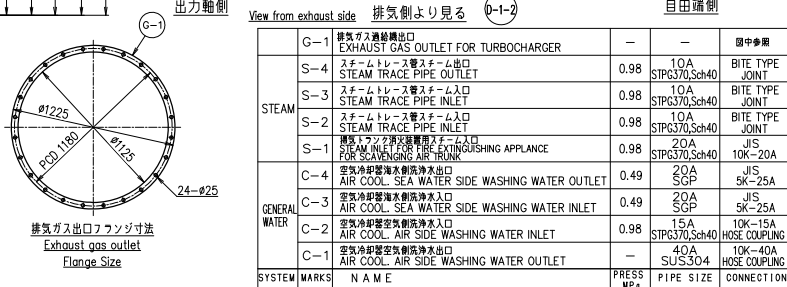 出力軸側
View from exhaust side 排気側より見る D-1-2
自由端側
G-1
ø1225
PCD 1180
ø1125
24-ø25
排気ガス出口フランジ寸法
Exhaust gas outlet
Flange Size
G-1 排気ガス過給機出口 EXHAUST GAS OUTLET FOR TURBOCHARGER — — 図中参照
STEAM
S-4 スチームトレース管スチーム出口 STEAM TRACE PIPE OUTLET 0.98 10A STPG370,Sch40 BITE TYPE JOINT
S-3 スチームトレース管スチーム入口 STEAM TRACE PIPE INLET 0.98 10A STPG370,Sch40 BITE TYPE JOINT
S-2 スチームトレース管スチーム入口 STEAM TRACE PIPE INLET 0.98 10A STPG370,Sch40 BITE TYPE JOINT
S-1 掃気トランク消火装置用スチーム入口 STEAM INLET FOR FIRE EXTINGUISHING APPLANCE FOR SCAVENGING AIR TRUNK 0.98 20A STPG370,Sch40 JIS 10K-20A
GENERAL WATER
C-4 空気冷却器海水側洗浄水出口 AIR COOL. SEA WATER SIDE WASHING WATER OUTLET 0.49 20A SGP JIS 5K-25A
C-3 空気冷却器海水側洗浄水入口 AIR COOL. SEA WATER SIDE WASHING WATER INLET 0.49 20A SGP JIS 5K-25A
C-2 空気冷却器空気側洗浄水入口 AIR COOL. AIR SIDE WASHING WATER INLET 0.98 15A STPG370,Sch40 10K-15A HOSE COUPLING
C-1 空気冷却器空気側洗浄水出口 AIR COOL. AIR SIDE WASHING WATER OUTLET — 40A SUS304 10K-40A HOSE COUPLING
SYSTEM MARKS NAME PRESS MPa PIPE SIZE CONNECTION